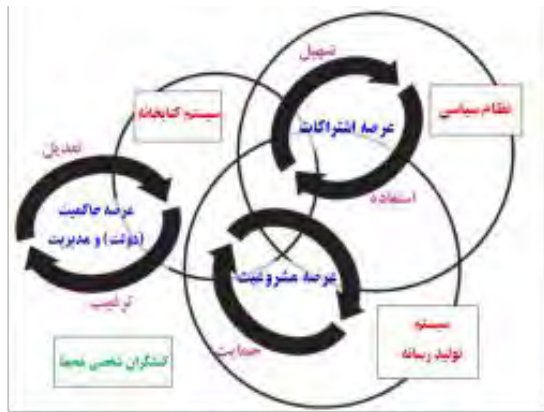 تسهیل
نظام سیاسی
سیستم کتابخانه
عرصه اشتراکات
تعدیل
استفاده
عرصه حاکمیت
(دولت) و مدیریت
عرصه مشروعیت
ترغیب
سیستم
تولید رسانه
حمایت
کنشگران شخصی